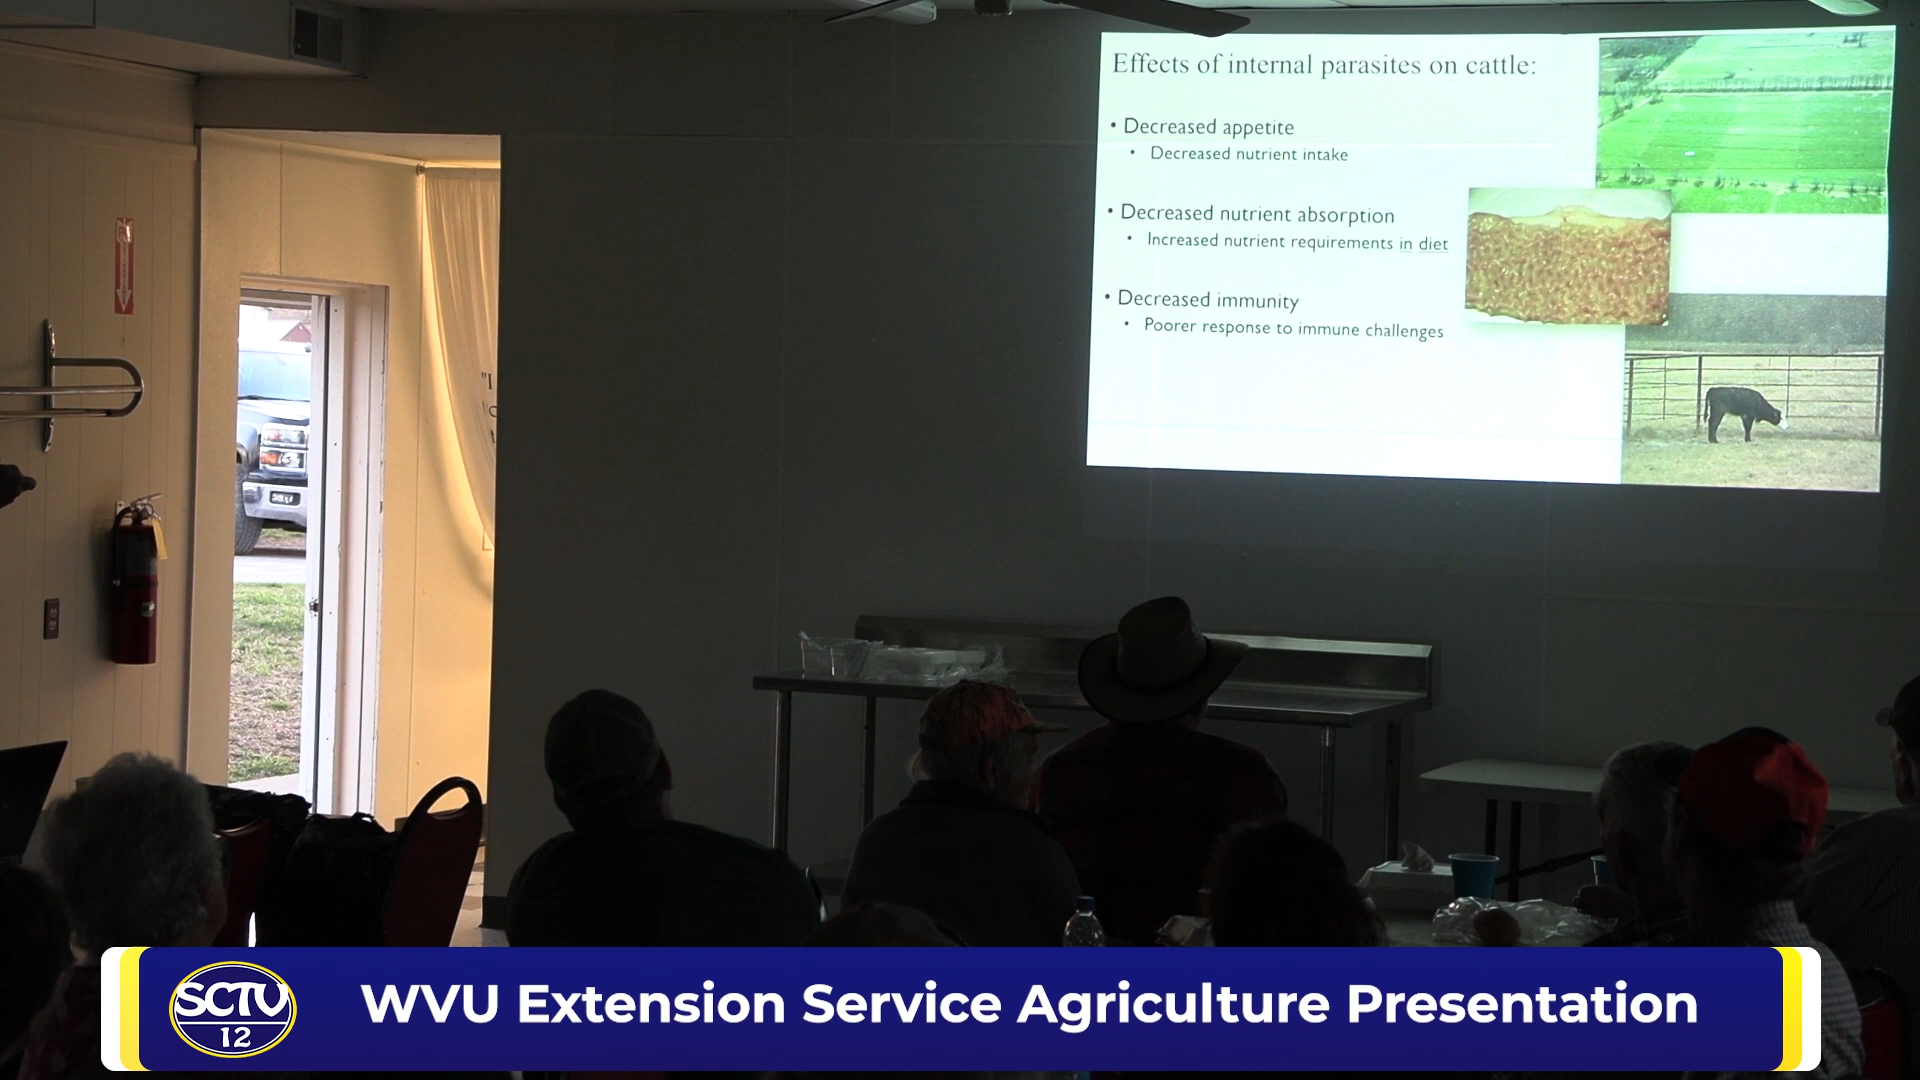 Effects of internal parasites on cattle:
• Decreased appetite
• Decreased nutrient intake
• Decreased nutrient absorption
• Increased nutrient requirements in diet
• Decreased immunity
• Poorer response to immune challenges
SCTV
12
WVU Extension Service Agriculture Presentation